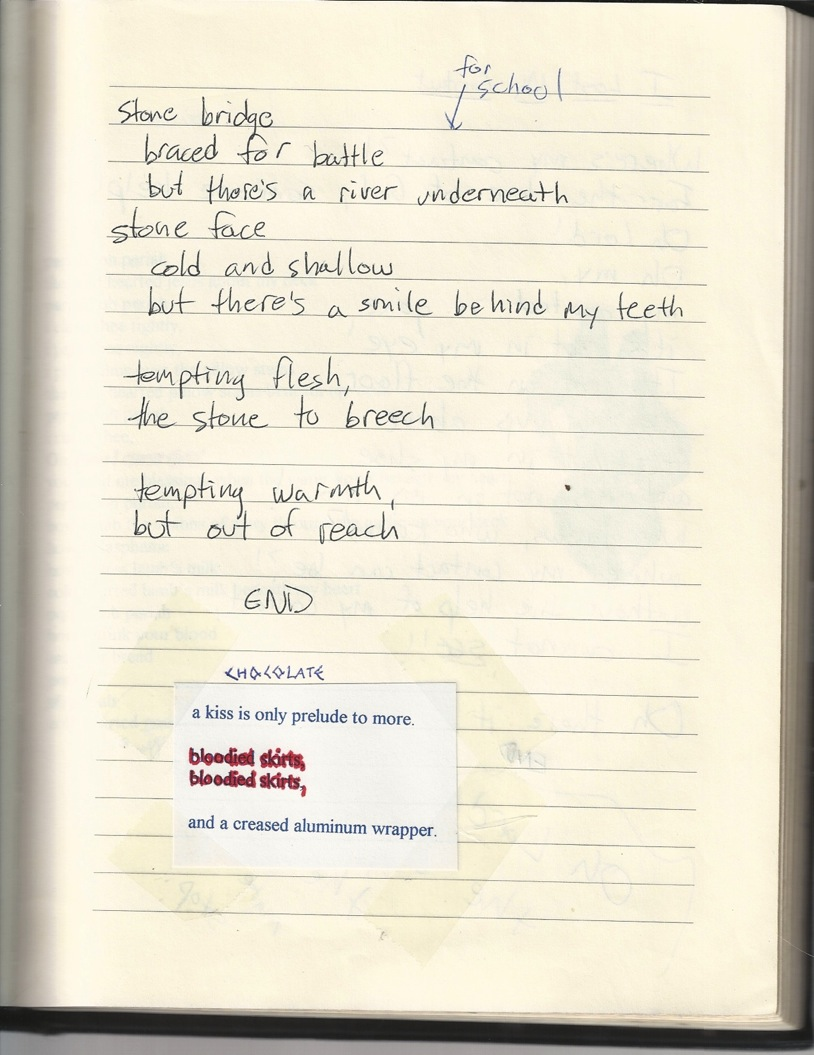 for
school
stone bridge
braced for battle
but there's a river underneath
stone face
cold and shallow
but there's a smile behind my teeth
tempting flesh,
the stone to breech
tempting warmth,
but out of reach
END
CHOCOLATE
a kiss is only prelude to more.
bloodied skirts,
bloodied skirts,
and a creased aluminum wrapper.